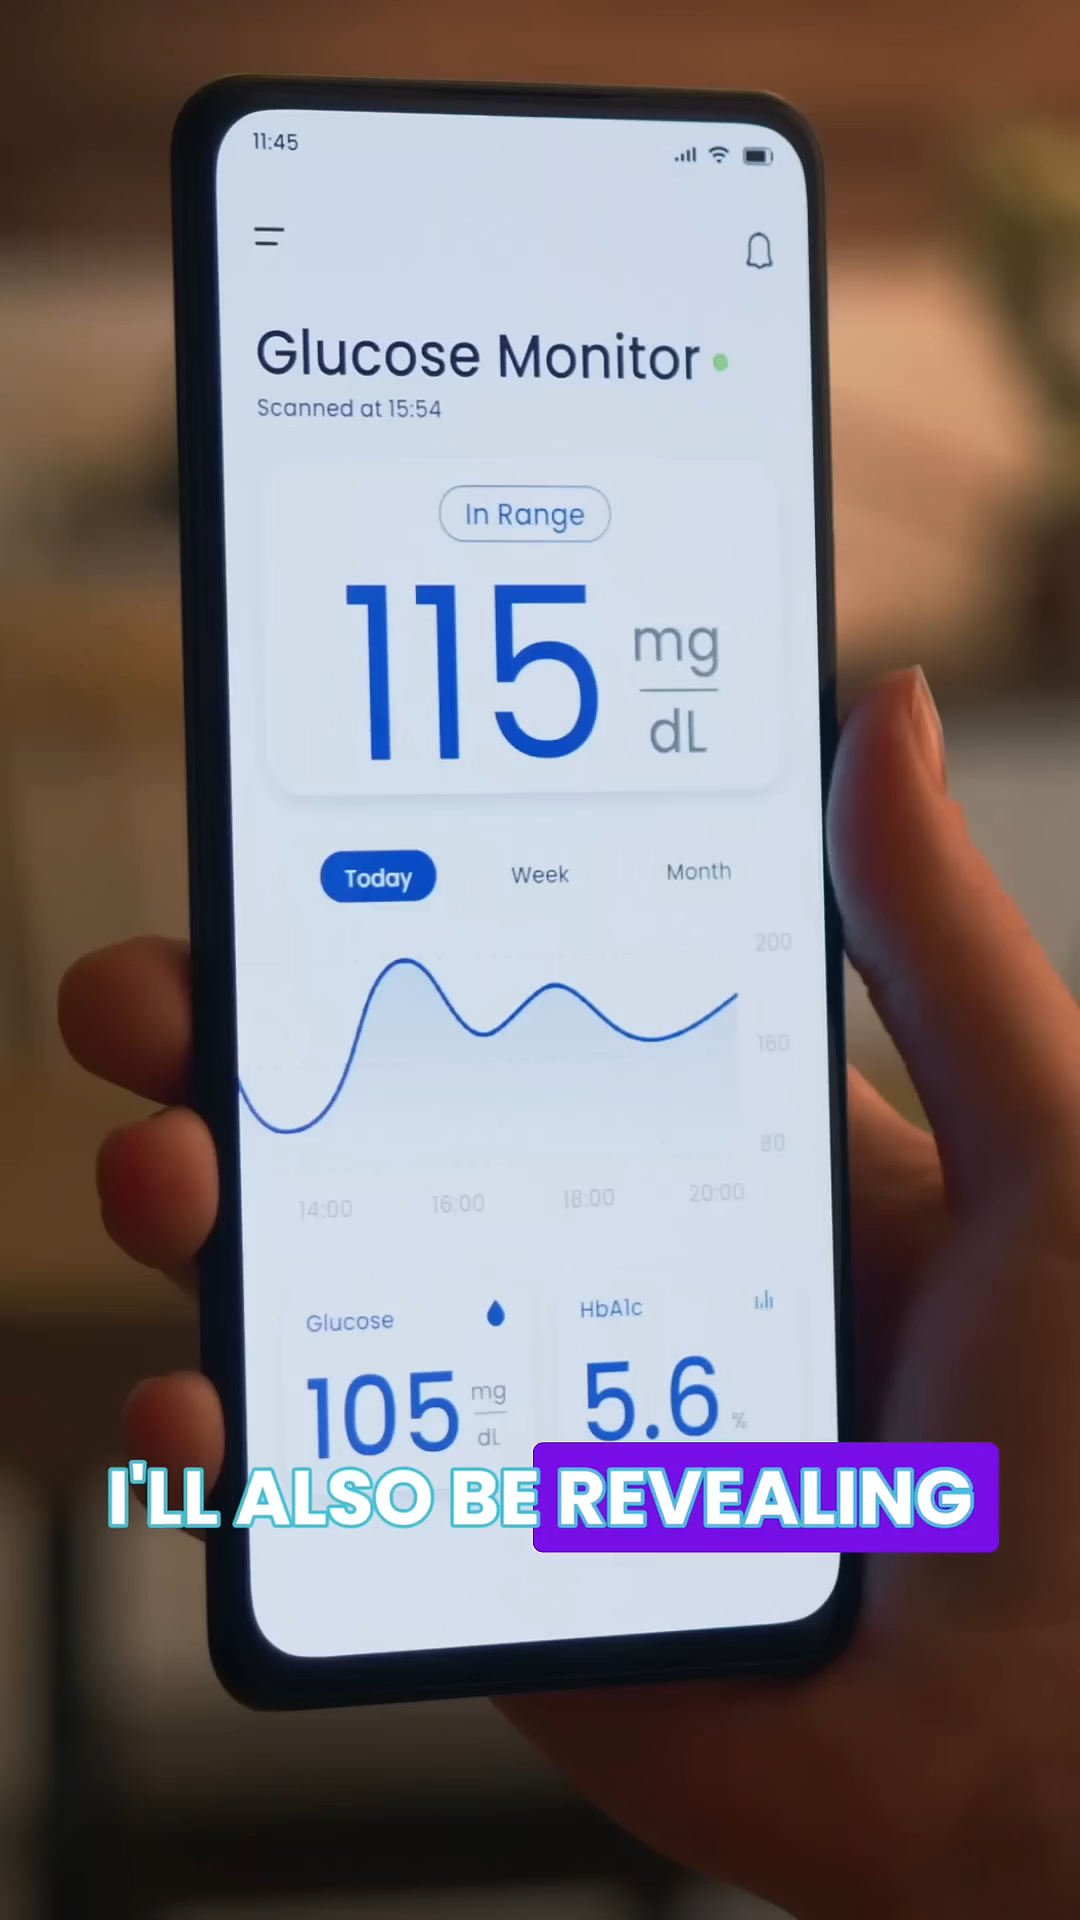 11:45
Glucose Monitor
Scanned at 15:54
In Range
115 mg/dL
Today Week Month
200
160
80
14:00 16:00 18:00 20:00
Glucose HbA1c
105 mg/dL 5.6 %
I'LL ALSO BE REVEALING